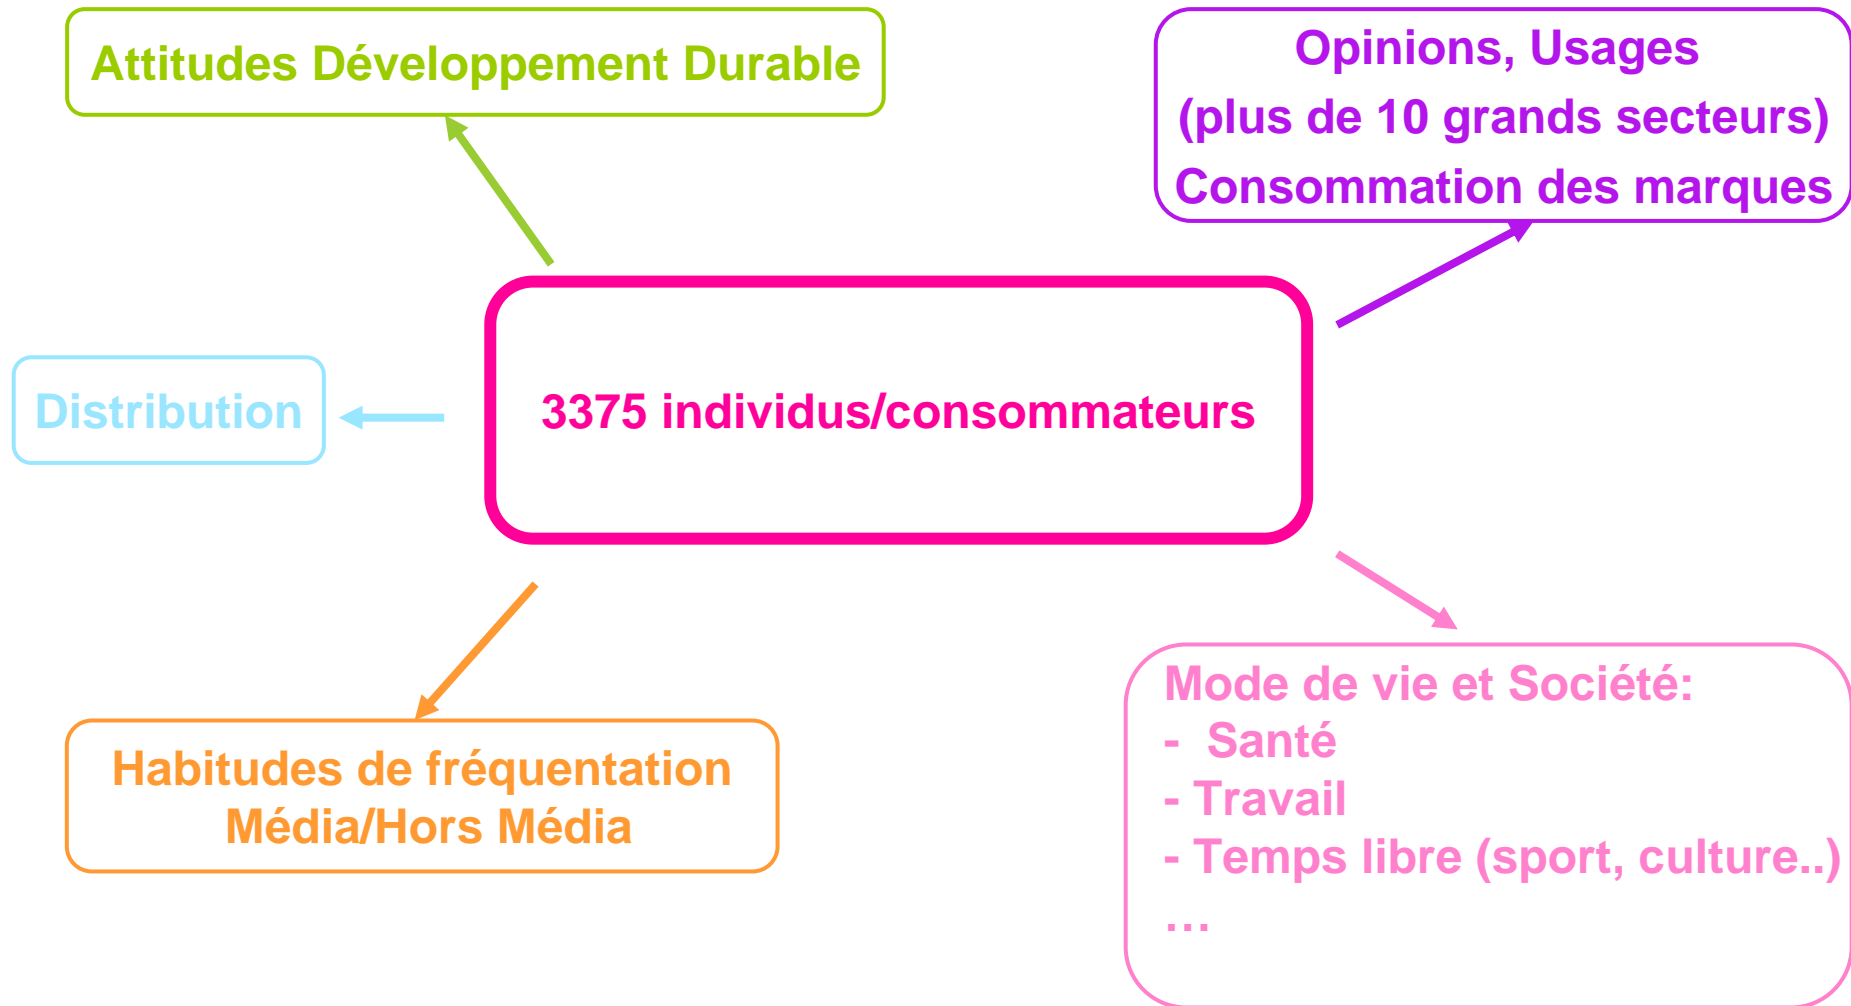 Attitudes Développement Durable
Opinions, Usages
(plus de 10 grands secteurs)
Consommation des marques
Distribution
3375 individus/consommateurs
Habitudes de fréquentation
Média/Hors Média
Mode de vie et Société:
- Santé
- Travail
- Temps libre (sport, culture..)
…